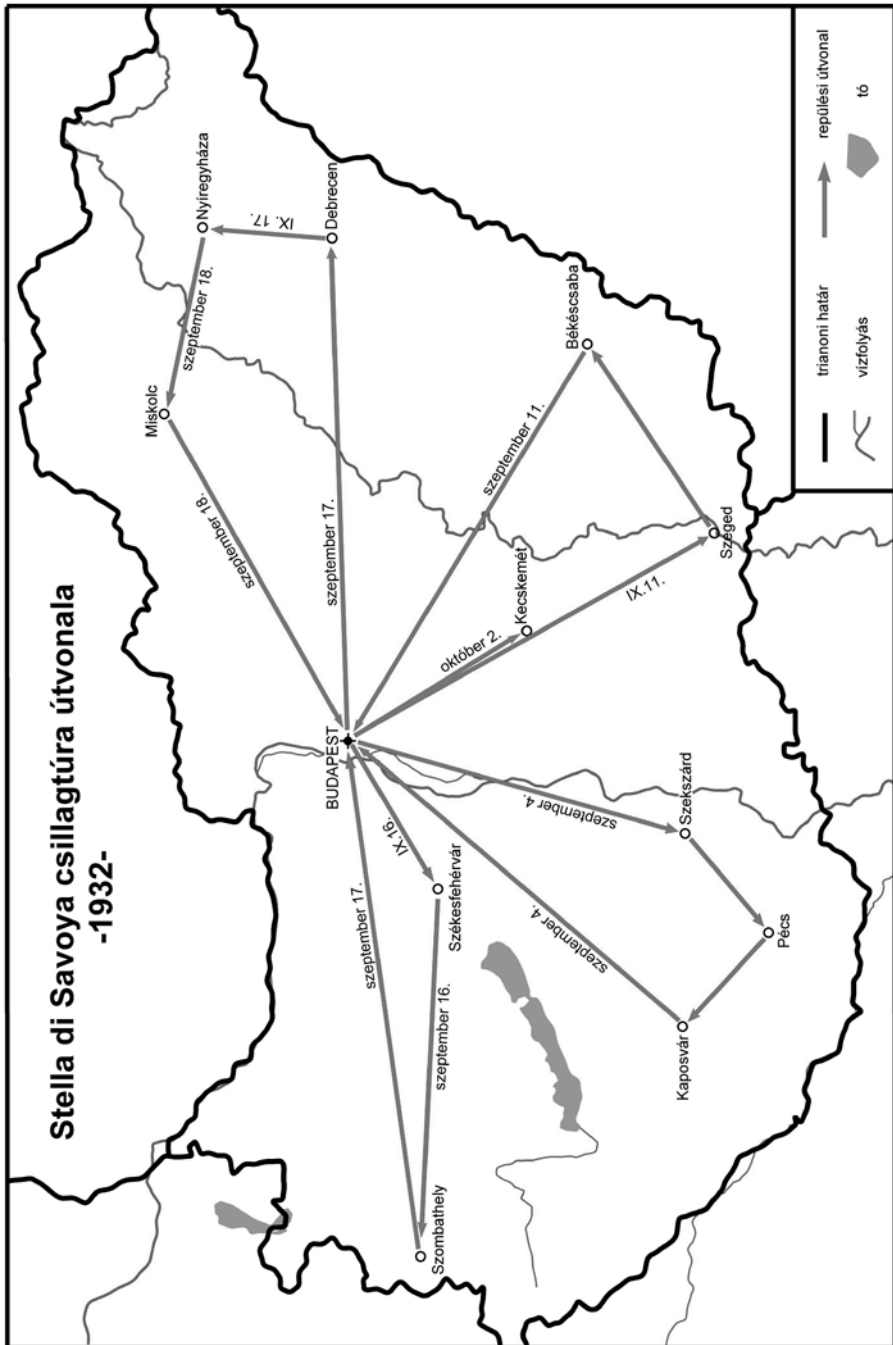 Stella di Savoya csillagtúra útvonala
-1932-
Nyiregyháza
IX. 17.
Debrecen
szeptember 18.
Miskolc
szeptember 18.
szeptember 17.
Békéscsaba
szeptember 11.
Szeged
IX.11.
Kecskemét
október 2.
BUDAPEST
IX.16.
Székesfehérvár
szeptember 17.
szeptember 16.
Szombathely
szeptember 4.
Szekszárd
Pécs
szeptember 4.
Kaposvár
trianoni határ
repülési útvonal
vízfolyás
tó